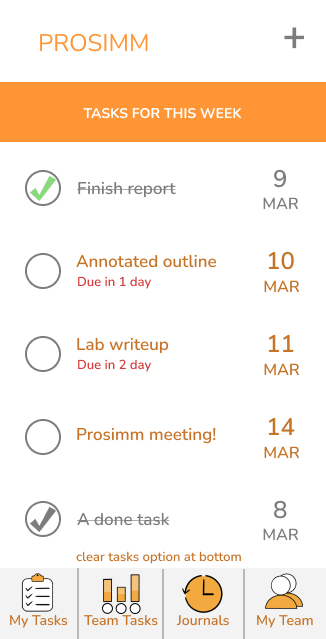 PROSIMM +
TASKS FOR THIS WEEK
Finish report
9
MAR
Annotated outline
Due in 1 day
10
MAR
Lab writeup
Due in 2 day
11
MAR
Prosimm meeting!
14
MAR
A done task
8
MAR
clear tasks option at bottom
My Tasks
Team Tasks
Journals
My Team